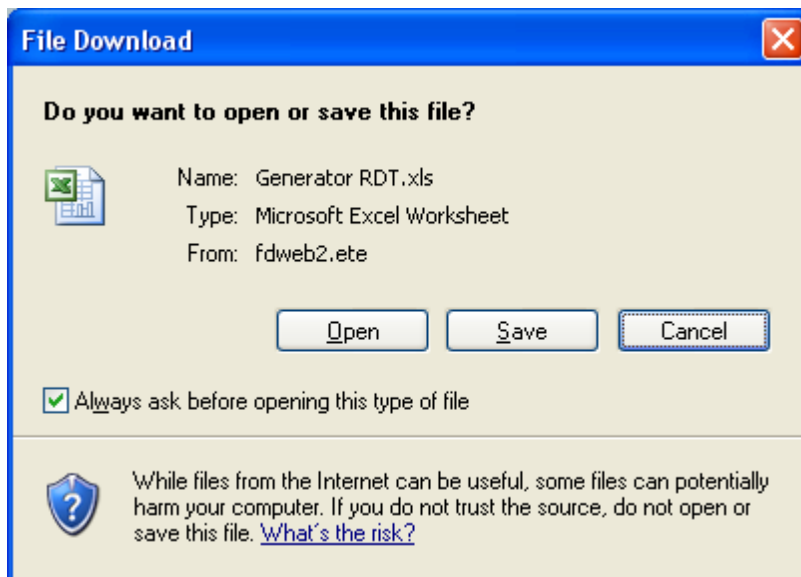 File Download
Do you want to open or save this file?
Name: Generator RDT.xls
Type: Microsoft Excel Worksheet
From: fdweb2.ete
Open Save Cancel
Always ask before opening this type of file
While files from the Internet can be useful, some files can potentially
harm your computer. If you do not trust the source, do not open or
save this file. What's the risk?